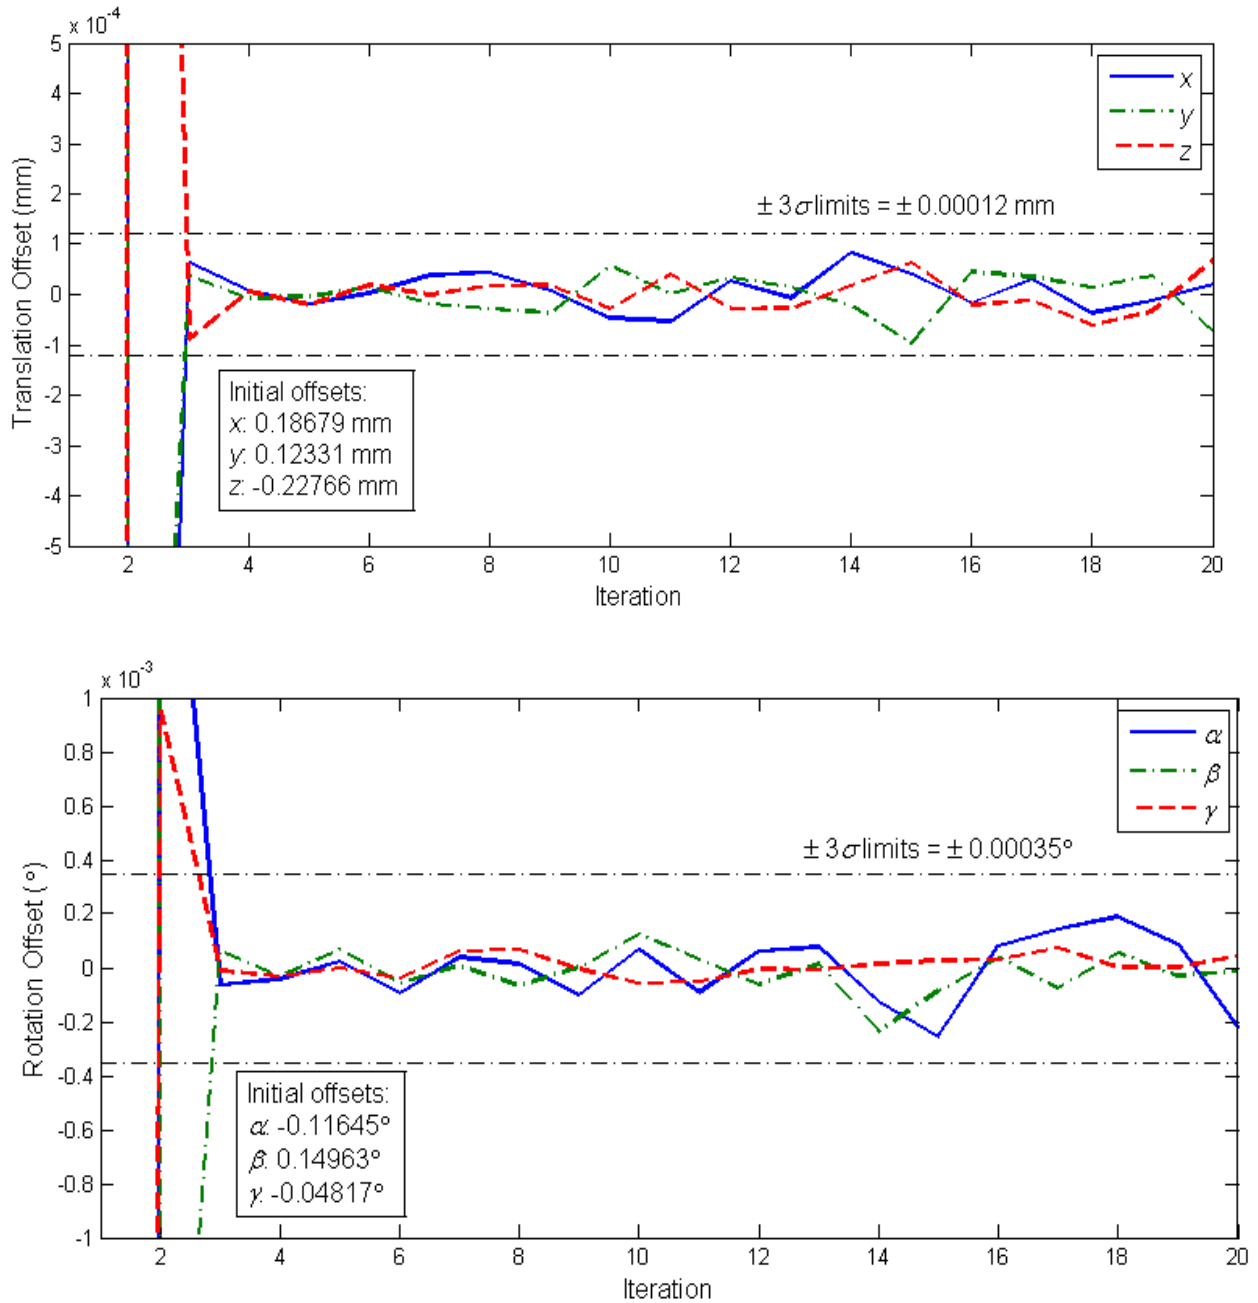 x 10-4
5
4
3
2
1
0
-1
-2
-3
-4
-5
Translation Offset (mm)
x
y
z
± 3σ limits = ± 0.00012 mm
Initial offsets:
x: 0.18679 mm
y: 0.12331 mm
z: -0.22766 mm
2 4 6 8 10 12 14 16 18 20
Iteration
x 10-3
1
0.8
0.6
0.4
0.2
0
-0.2
-0.4
-0.6
-0.8
-1
Rotation Offset (°)
α
β
γ
± 3σ limits = ± 0.00035°
Initial offsets:
α: -0.11645°
β: 0.14963°
γ: -0.04817°
2 4 6 8 10 12 14 16 18 20
Iteration